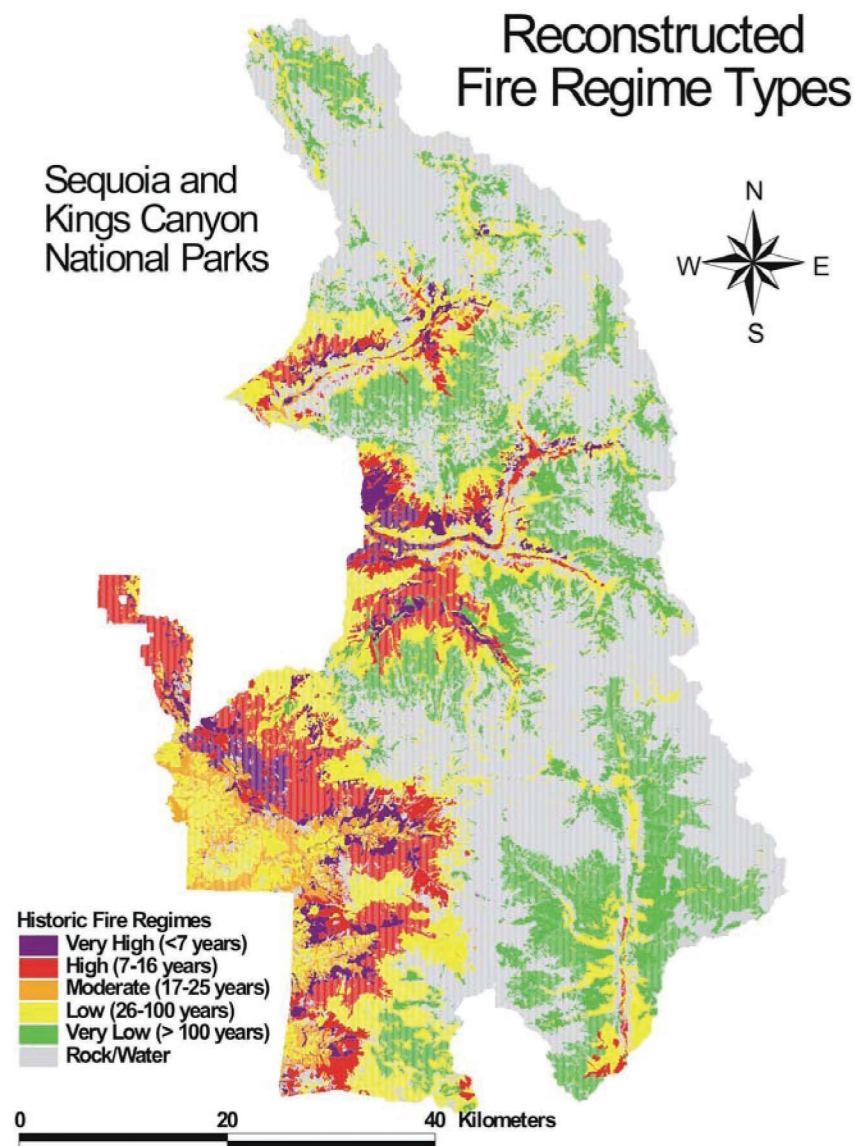 Reconstructed
Fire Regime Types
Sequoia and
Kings Canyon
National Parks
N
W
E
S
Historic Fire Regimes
Very High (<7 years)
High (7-16 years)
Moderate (17-25 years)
Low (26-100 years)
Very Low (> 100 years)
Rock/Water
0 20 40 Kilometers